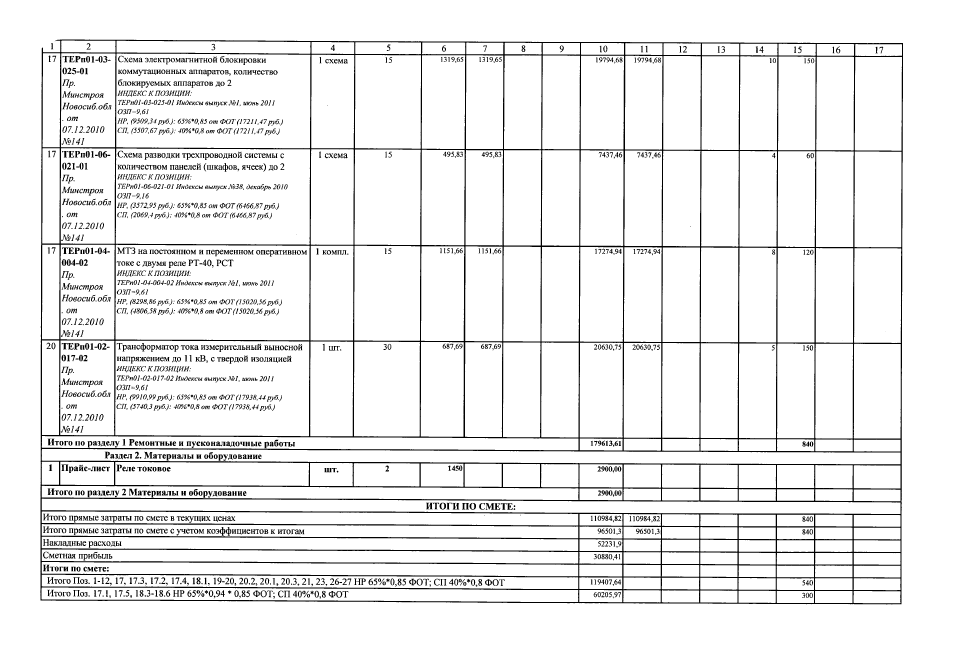 1 2 3 4 5 6 7 8 9 10 11 12 13 14 15 16 17
17 ТЕРп01-03- Схема электромагнитной блокировки 1 схема 15 1319,65 1319,65 19794,68 19794,68 10 150
025-01 коммутационных аппаратов, количество
Пр. блокируемых аппаратов до 2
Минстроя ИНДЕКС К ПОЗИЦИИ:
Новосиб.обл ТЕРп01-03-025-01 Индексы выпуск №1, июнь 2011
. от ОЗП=9,61
07.12.2010 НР, (9509,34 руб.): 65%*0,85 от ФОТ (17211,47 руб.)
№141 СП, (5507,67 руб.): 40%*0,8 от ФОТ (17211,47 руб.)
17 ТЕРп01-06- Схема разводки трехпроводной системы с 1 схема 15 495,83 495,83 7437,46 7437,46 4 60
021-01 количеством панелей (шкафов, ячеек) до 2
Пр. ИНДЕКС К ПОЗИЦИИ:
Минстроя ТЕРп01-06-021-01 Индексы выпуск №38, декабрь 2010
Новосиб.обл ОЗП=9,16
. от НР, (3572,95 руб.): 65%*0,85 от ФОТ (6466,87 руб.)
07.12.2010 СП, (2069,4 руб.): 40%*0,8 от ФОТ (6466,87 руб.)
№141
17 ТЕРп01-04- МТЗ на постоянном и переменном оперативном 1 компл. 15 1151,66 1151,66 17274,94 17274,94 8 120
004-02 токе с двумя реле РТ-40, РСТ
Пр. ИНДЕКС К ПОЗИЦИИ:
Минстроя ТЕРп01-04-004-02 Индексы выпуск №1, июнь 2011
Новосиб.обл ОЗП=9,61
. от НР, (8298,86 руб.): 65%*0,85 от ФОТ (15020,56 руб.)
07.12.2010 СП, (4806,58 руб.): 40%*0,8 от ФОТ (15020,56 руб.)
№141
20 ТЕРп01-02- Трансформатор тока измерительный выносной 1 шт. 30 687,69 687,69 20630,75 20630,75 5 150
017-02 напряжением до 11 кВ, с твердой изоляцией
Пр. ИНДЕКС К ПОЗИЦИИ:
Минстроя ТЕРп01-02-017-02 Индексы выпуск №1, июнь 2011
Новосиб.обл ОЗП=9,61
. от НР, (9910,99 руб.): 65%*0,85 от ФОТ (17938,44 руб.)
07.12.2010 СП, (5740,3 руб.): 40%*0,8 от ФОТ (17938,44 руб.)
№141
Итого по разделу 1 Ремонтные и пусконаладочные работы 179613,61 840
Раздел 2. Материалы и оборудование
1 Прайс-лист Реле токовое шт. 2 1450 2900,00
Итого по разделу 2 Материалы и оборудование 2900,00
ИТОГИ ПО СМЕТЕ:
Итого прямые затраты по смете в текущих ценах 110984,82 110984,82 840
Итого прямые затраты по смете с учетом коэффициентов к итогам 96501,3 96501,3 840
Накладные расходы 52231,9
Сметная прибыль 30880,41
Итоги по смете:
Итого Поз. 1-12, 17, 17.3, 17.2, 17.4, 18.1, 19-20, 20.2, 20.1, 20.3, 21, 23, 26-27 НР 65%*0,85 ФОТ; СП 40%*0,8 ФОТ 119407,64 540
Итого Поз. 17.1, 17.5, 18.3-18.6 НР 65%*0,94 * 0,85 ФОТ; СП 40%*0,8 ФОТ 60205,97 300